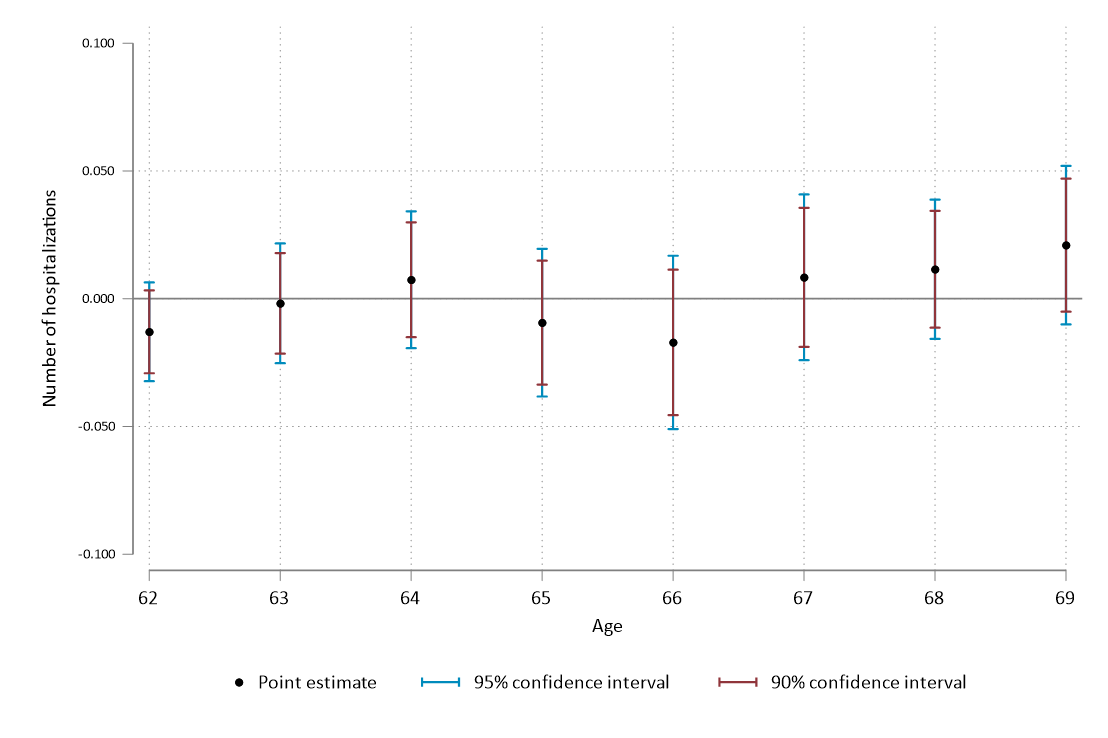 0.100
0.050
0.000
-0.050
-0.100
Number of hospitalizations
62 63 64 65 66 67 68 69
Age
Point estimate 95% confidence interval 90% confidence interval